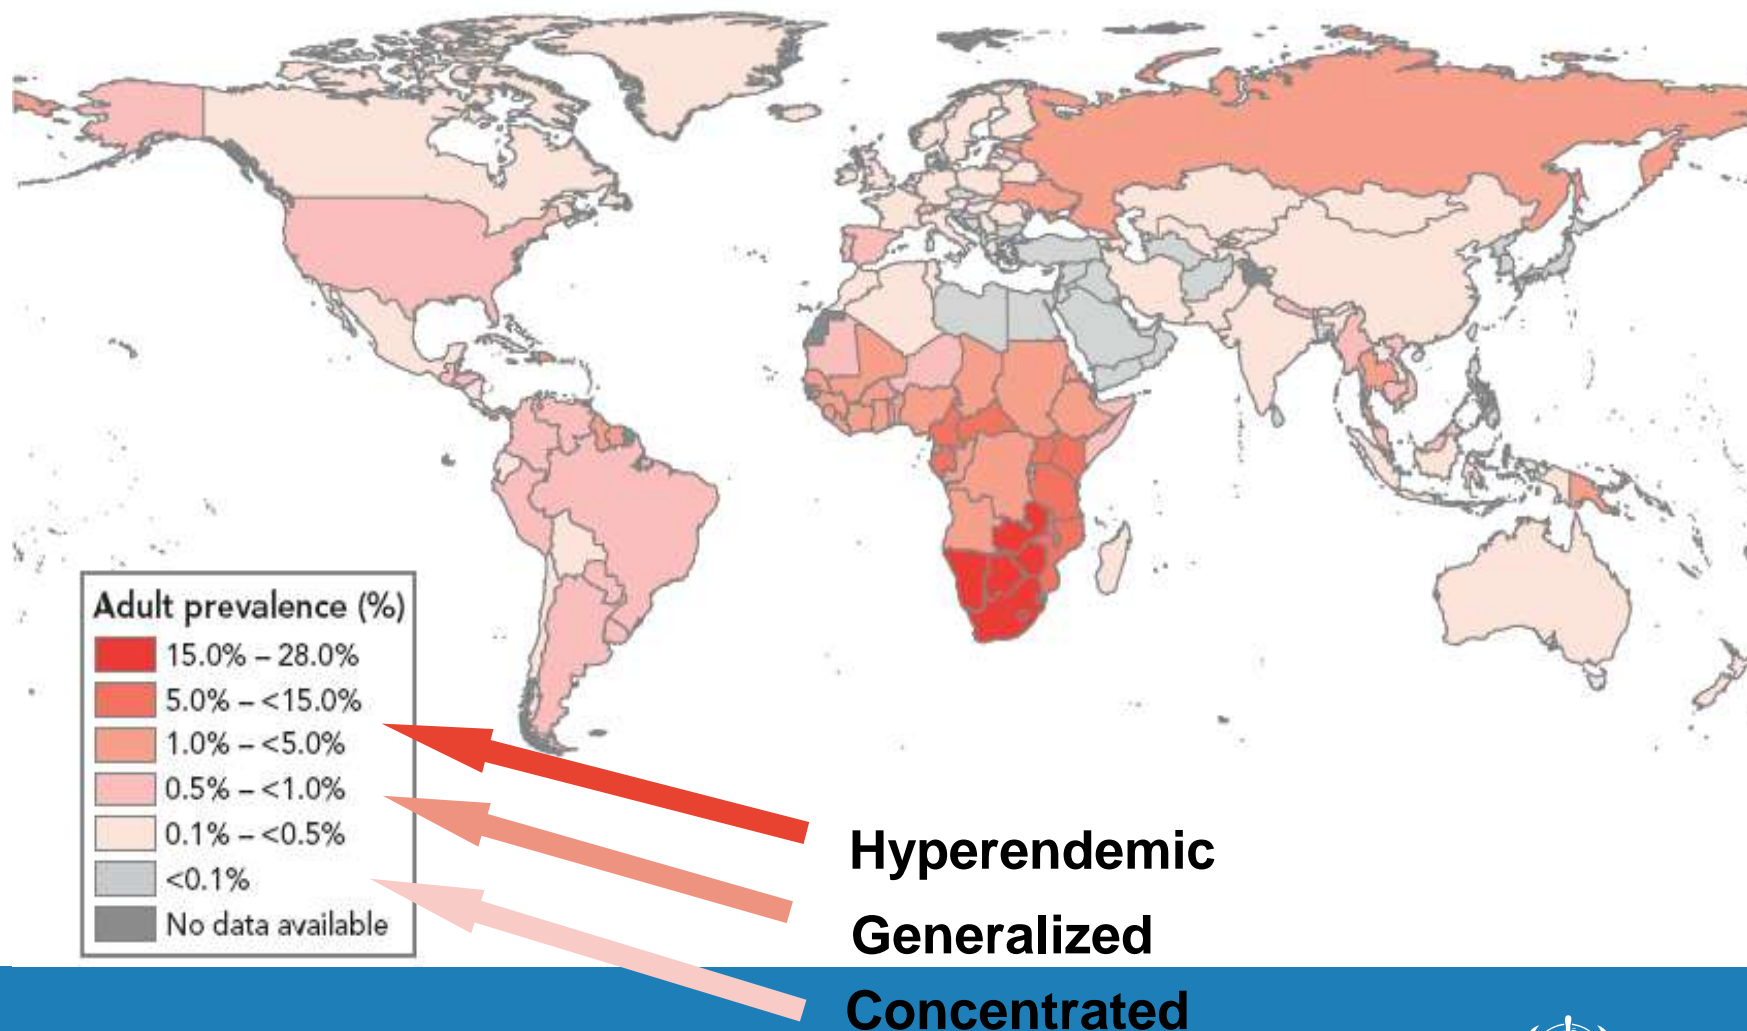 Adult prevalence (%)
15.0% – 28.0%
5.0% – <15.0%
1.0% – <5.0%
0.5% – <1.0%
0.1% – <0.5%
<0.1%
No data available
Hyperendemic
Generalized
Concentrated